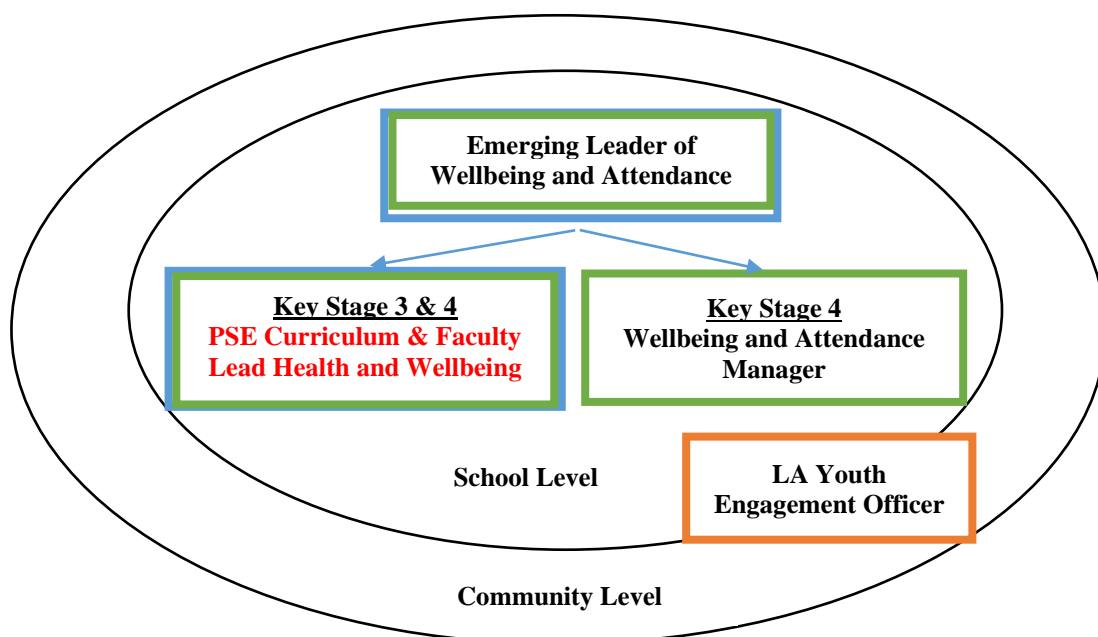 Emerging Leader of
Wellbeing and Attendance
Key Stage 3 & 4
PSE Curriculum & Faculty
Lead Health and Wellbeing
Key Stage 4
Wellbeing and Attendance
Manager
School Level
LA Youth
Engagement Officer
Community Level